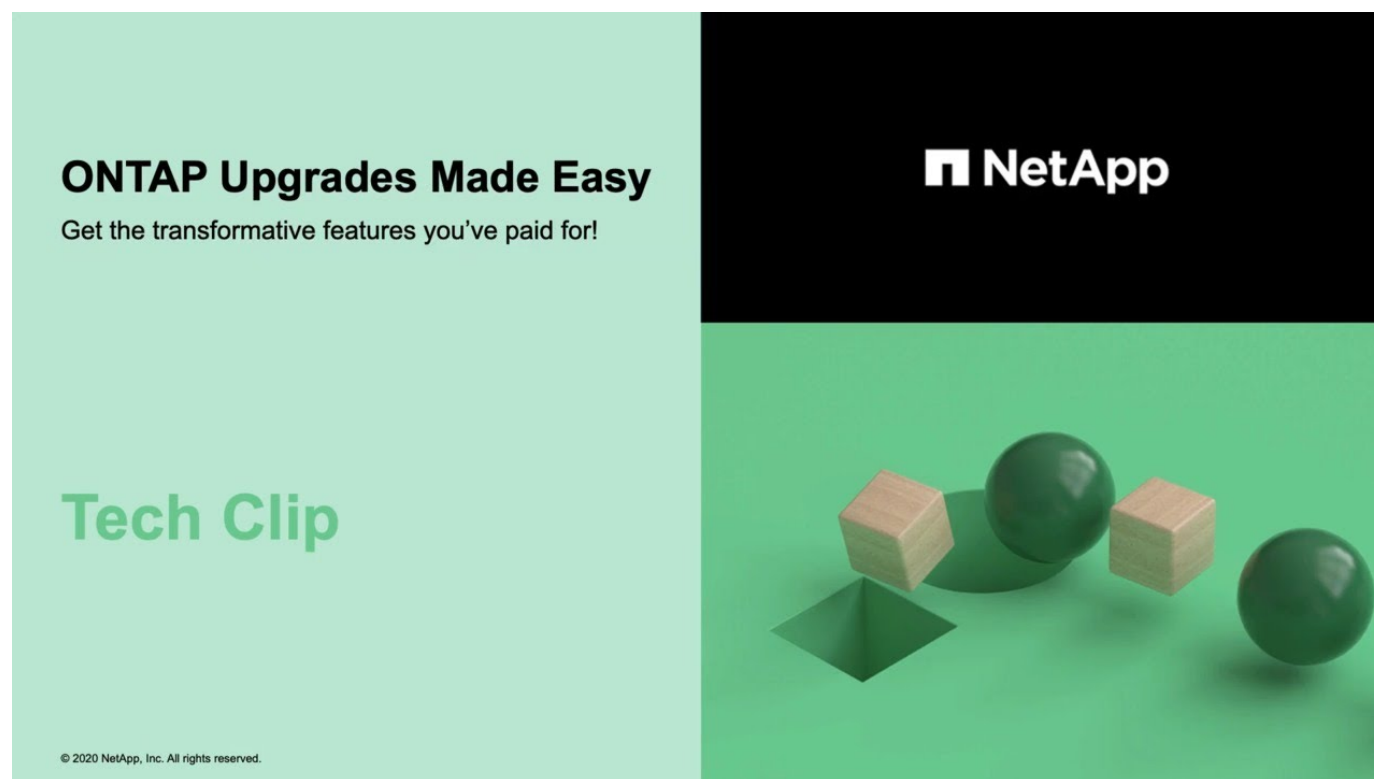 ONTAP Upgrades Made Easy
Get the transformative features you've paid for!
NetApp
Tech Clip
© 2020 NetApp, Inc. All rights reserved.